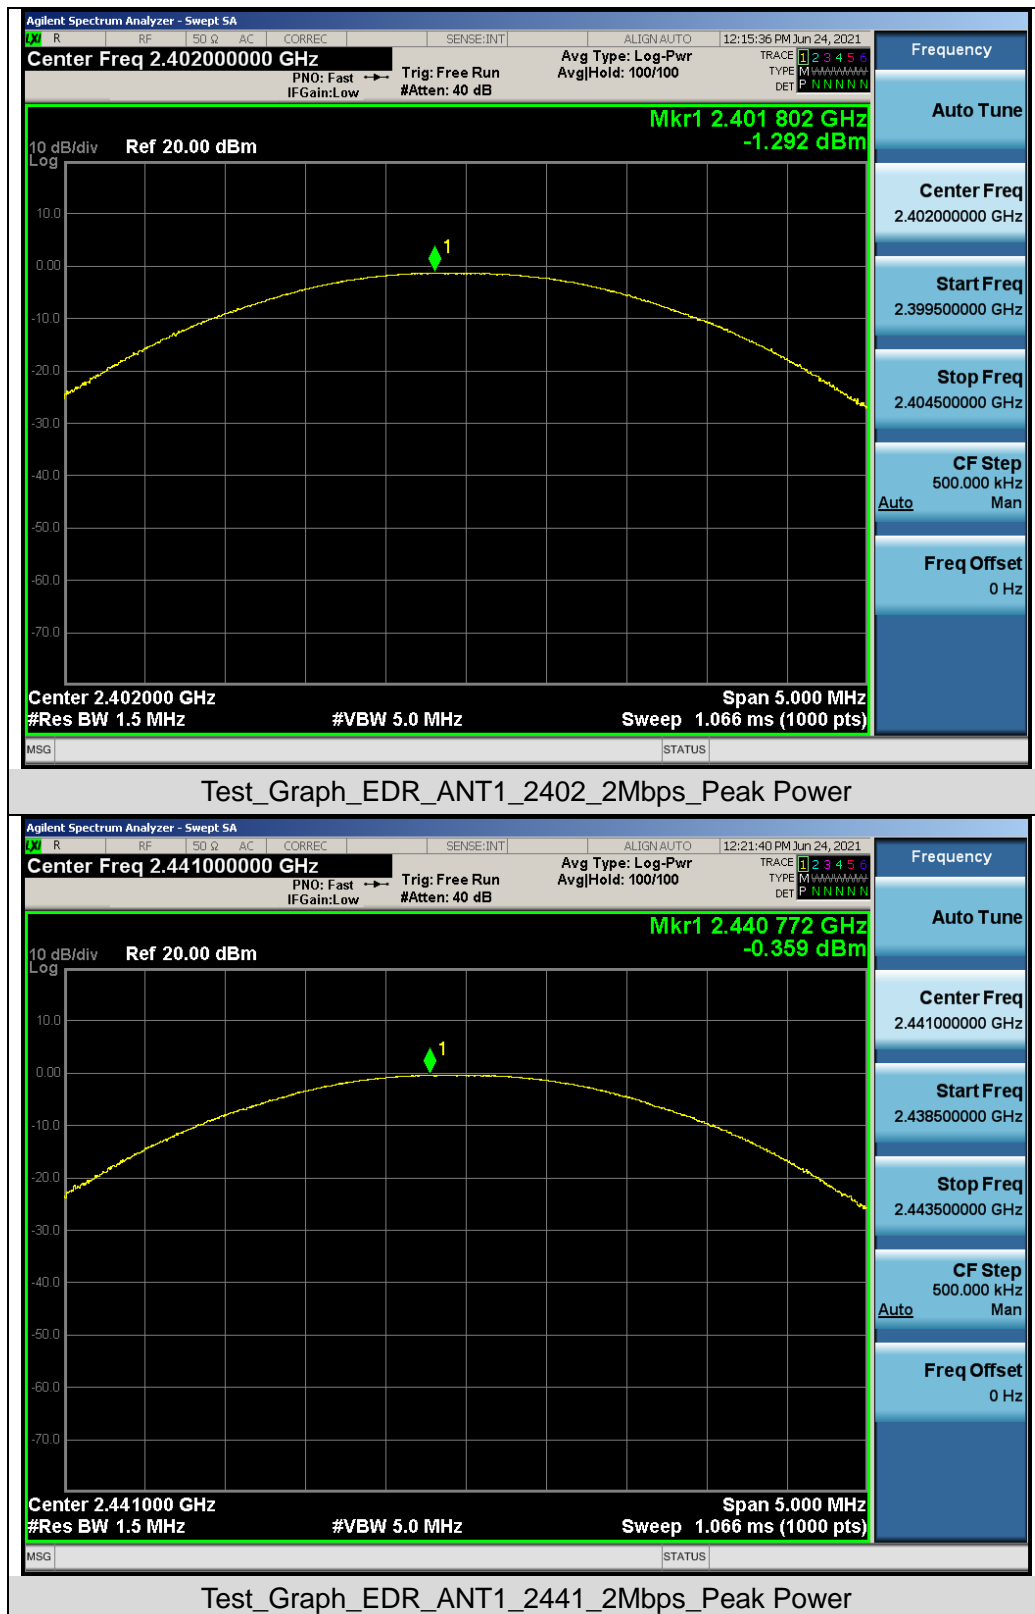 Agilent Spectrum Analyzer - Swept SA
LXI R RF 50 Ω AC CORREC SENSE:INT ALIGN AUTO 12:15:36 PM Jun 24, 2021
Center Freq 2.402000000 GHz
PNO: Fast
IFGain:Low
Trig: Free Run
#Atten: 40 dB
Avg Type: Log-Pwr
Avg|Hold: 100/100
TRACE 1 2 3 4 5 6
TYPE M WWWWW
DET P N N N N N
Frequency
Auto Tune
Mkr1 2.401 802 GHz
-1.292 dBm
10 dB/div Ref 20.00 dBm
Log
10.0
0.00
-10.0
-20.0
-30.0
-40.0
-50.0
-60.0
-70.0
1
Center Freq
2.402000000 GHz
Start Freq
2.399500000 GHz
Stop Freq
2.404500000 GHz
CF Step
500.000 kHz
Auto Man
Freq Offset
0 Hz
Center 2.402000 GHz Span 5.000 MHz
#Res BW 1.5 MHz #VBW 5.0 MHz Sweep 1.066 ms (1000 pts)
MSG STATUS
Test_Graph_EDR_ANT1_2402_2Mbps_Peak Power
Agilent Spectrum Analyzer - Swept SA
LXI R RF 50 Ω AC CORREC SENSE:INT ALIGN AUTO 12:21:40 PM Jun 24, 2021
Center Freq 2.441000000 GHz
PNO: Fast
IFGain:Low
Trig: Free Run
#Atten: 40 dB
Avg Type: Log-Pwr
Avg|Hold: 100/100
TRACE 1 2 3 4 5 6
TYPE M WWWWW
DET P N N N N N
Frequency
Auto Tune
Mkr1 2.440 772 GHz
-0.359 dBm
10 dB/div Ref 20.00 dBm
Log
10.0
0.00
-10.0
-20.0
-30.0
-40.0
-50.0
-60.0
-70.0
1
Center Freq
2.441000000 GHz
Start Freq
2.438500000 GHz
Stop Freq
2.443500000 GHz
CF Step
500.000 kHz
Auto Man
Freq Offset
0 Hz
Center 2.441000 GHz Span 5.000 MHz
#Res BW 1.5 MHz #VBW 5.0 MHz Sweep 1.066 ms (1000 pts)
MSG STATUS
Test_Graph_EDR_ANT1_2441_2Mbps_Peak Power